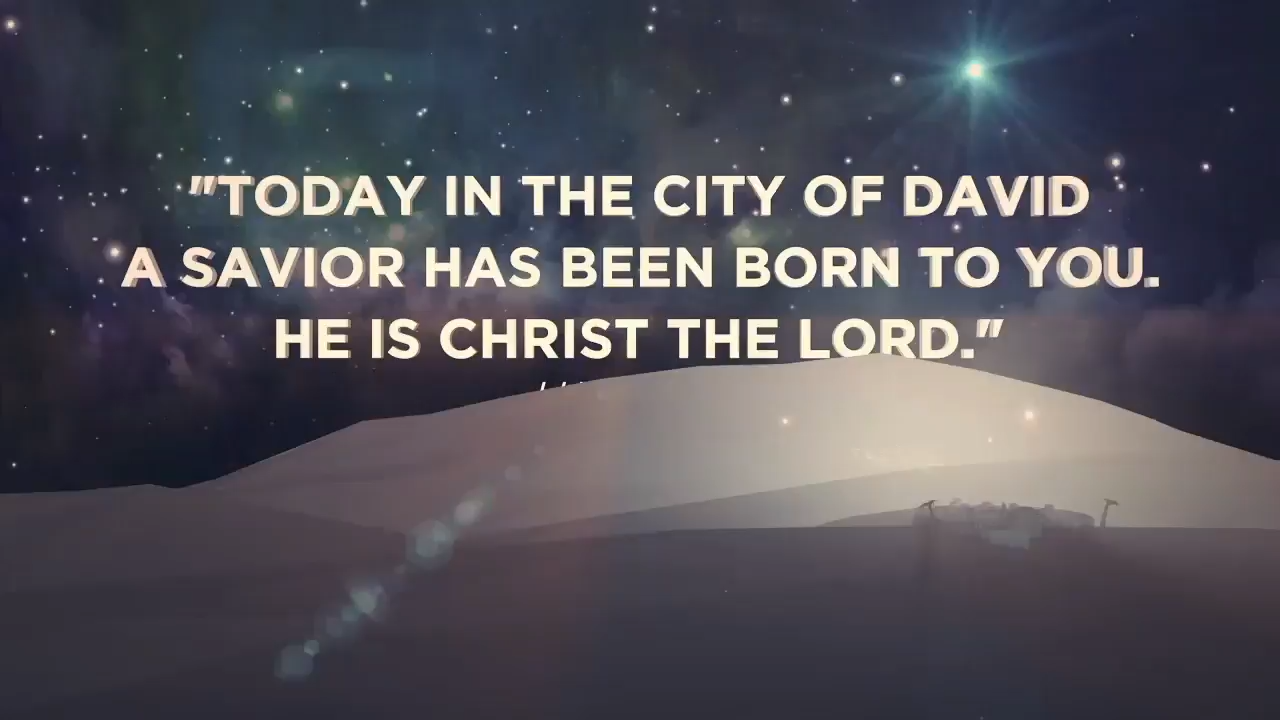 "TODAY IN THE CITY OF DAVID
A SAVIOR HAS BEEN BORN TO YOU.
HE IS CHRIST THE LORD."